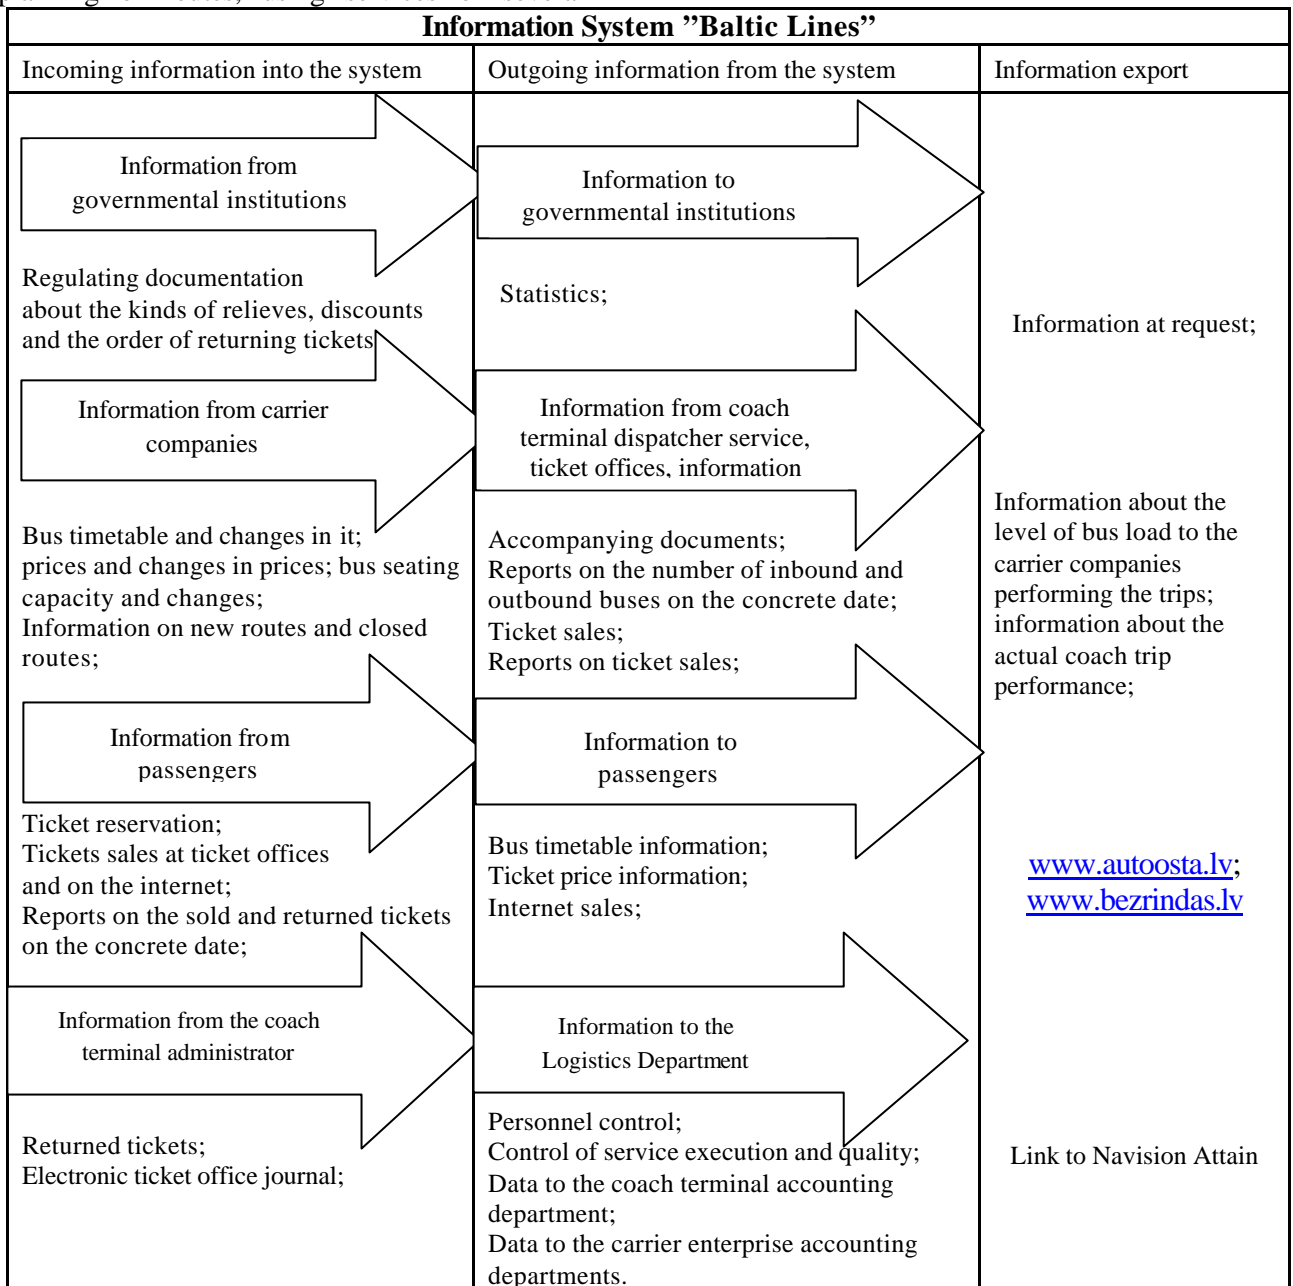 Information System ”Baltic Lines”
Incoming information into the system
Outgoing information from the system
Information export
Information from
governmental institutions
Information to
governmental institutions
Regulating documentation
about the kinds of relieves, discounts
and the order of returning tickets
Statistics;
Information at request;
Information from carrier
companies
Information from coach
terminal dispatcher service,
ticket offices, information
Bus timetable and changes in it;
prices and changes in prices; bus seating
capacity and changes;
Information on new routes and closed
routes;
Accompanying documents;
Reports on the number of inbound and
outbound buses on the concrete date;
Ticket sales;
Reports on ticket sales;
Information about the
level of bus load to the
carrier companies
performing the trips;
information about the
actual coach trip
performance;
Information from
passengers
Information to
passengers
Ticket reservation;
Tickets sales at ticket offices
and on the internet;
Reports on the sold and returned tickets
on the concrete date;
Bus timetable information;
Ticket price information;
Internet sales;
www.autoosta.lv;
www.bezrindas.lv
Information from the coach
terminal administrator
Information to the
Logistics Department
Returned tickets;
Electronic ticket office journal;
Personnel control;
Control of service execution and quality;
Data to the coach terminal accounting
department;
Data to the carrier enterprise accounting
departments.
Link to Navision Attain